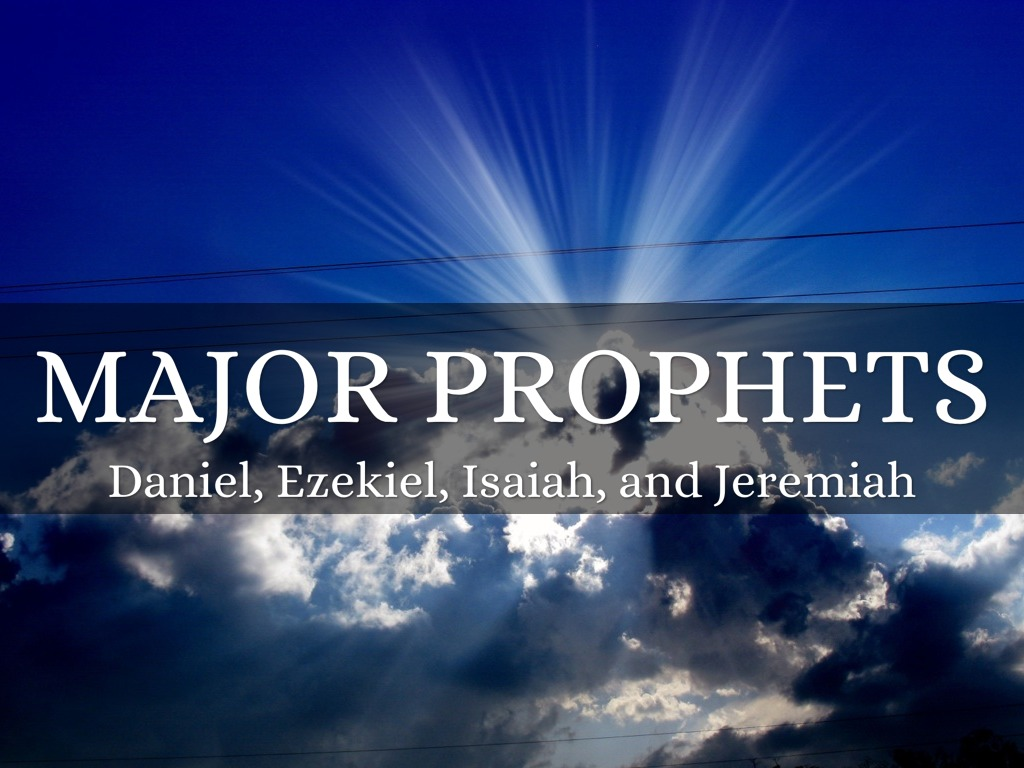 MAJOR PROPHETS
Daniel, Ezekiel, Isaiah, and Jeremiah